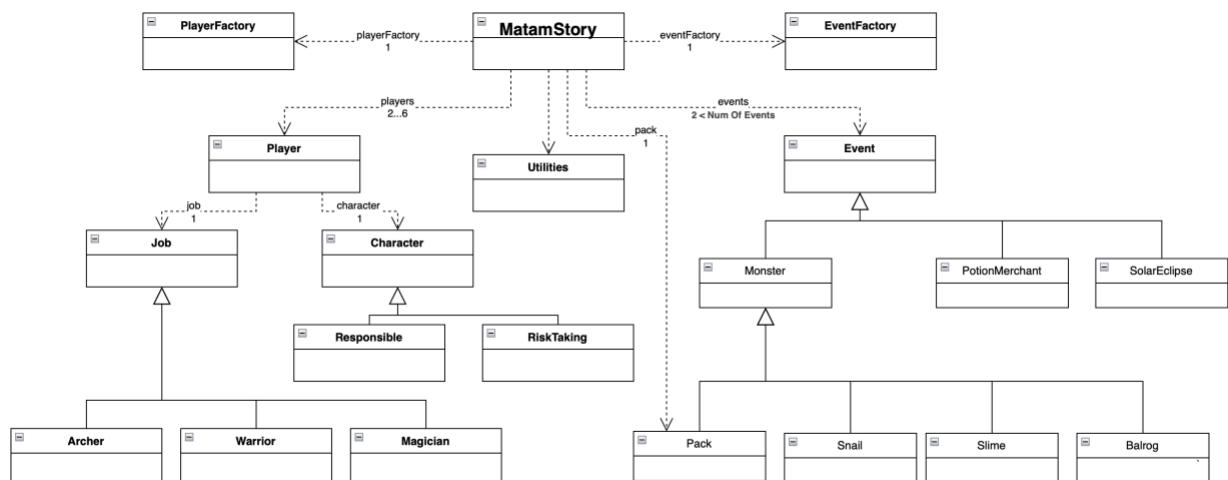 PlayerFactory
playerFactory
1
MatamStory
eventFactory
1
EventFactory
players
2...6
pack
1
events
2 < Num Of Events
Player
Utilities
Event
job
1
character
1
Job
Character
Monster
PotionMerchant
SolarEclipse
Responsible
RiskTaking
Archer
Warrior
Magician
Pack
Snail
Slime
Balrog